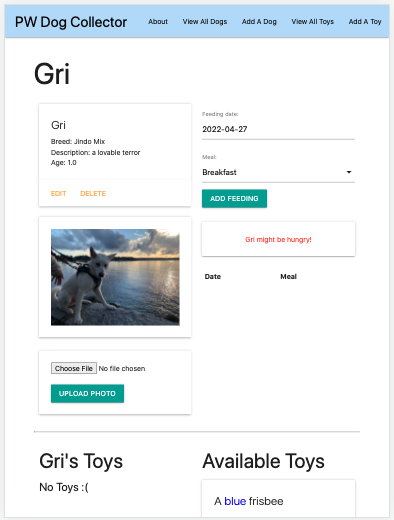 PW Dog Collector About View All Dogs Add A Dog View All Toys Add A Toy
Gri
Gri
Breed: Jindo Mix
Description: a lovable terror
Age: 1.0
EDIT DELETE
Choose File No file chosen
UPLOAD PHOTO
Feeding date:
2022-04-27
Meal:
Breakfast
ADD FEEDING
Gri might be hungry!
Date Meal
Gri's Toys
No Toys :(
Available Toys
A blue frisbee